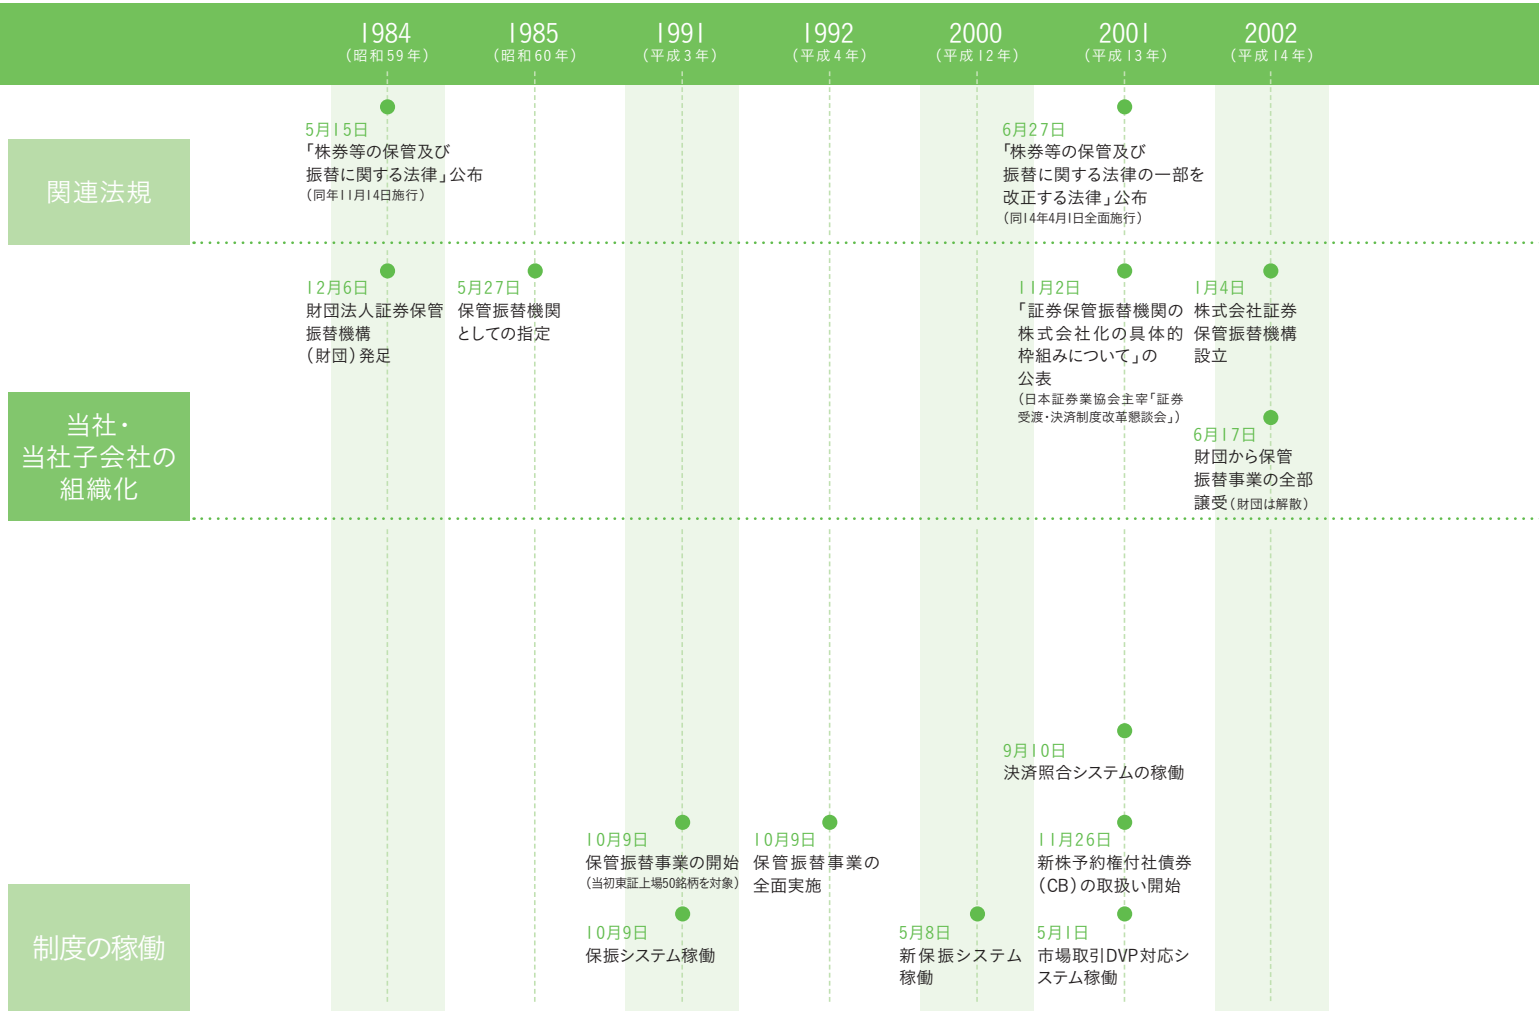 1984
（昭和59年）
1985
（昭和60年）
1991
（平成3年）
1992
（平成4年）
2000
（平成12年）
2001
（平成13年）
2002
（平成14年）
関連法規
5月15日
「株券等の保管及び
振替に関する法律」公布
（同年11月14日施行）
6月27日
「株券等の保管及び
振替に関する法律の一部を
改正する法律」公布
（同14年4月1日全面施行）
当社・
当社子会社の
組織化
12月6日
財団法人証券保管
振替機構
（財団）発足
5月27日
保管振替機関
としての指定
11月2日
「証券保管振替機関の
株式会社化の具体的
枠組みについて」の
公表
（日本証券業協会主宰「証券
受渡・決済制度改革懇談会」）
1月4日
株式会社証券
保管振替機構
設立
6月17日
財団から保管
振替事業の全部
譲受（財団は解散）
制度の稼働
10月9日
保管振替事業の開始
（当初東証上場50銘柄を対象）
10月9日
保振システム稼働
10月9日
保管振替事業の
全面実施
5月8日
新保振システム
稼働
9月10日
決済照合システムの稼働
11月26日
新株予約権付社債券
（CB）の取扱い開始
5月1日
市場取引DVP対応シ
ステム稼働